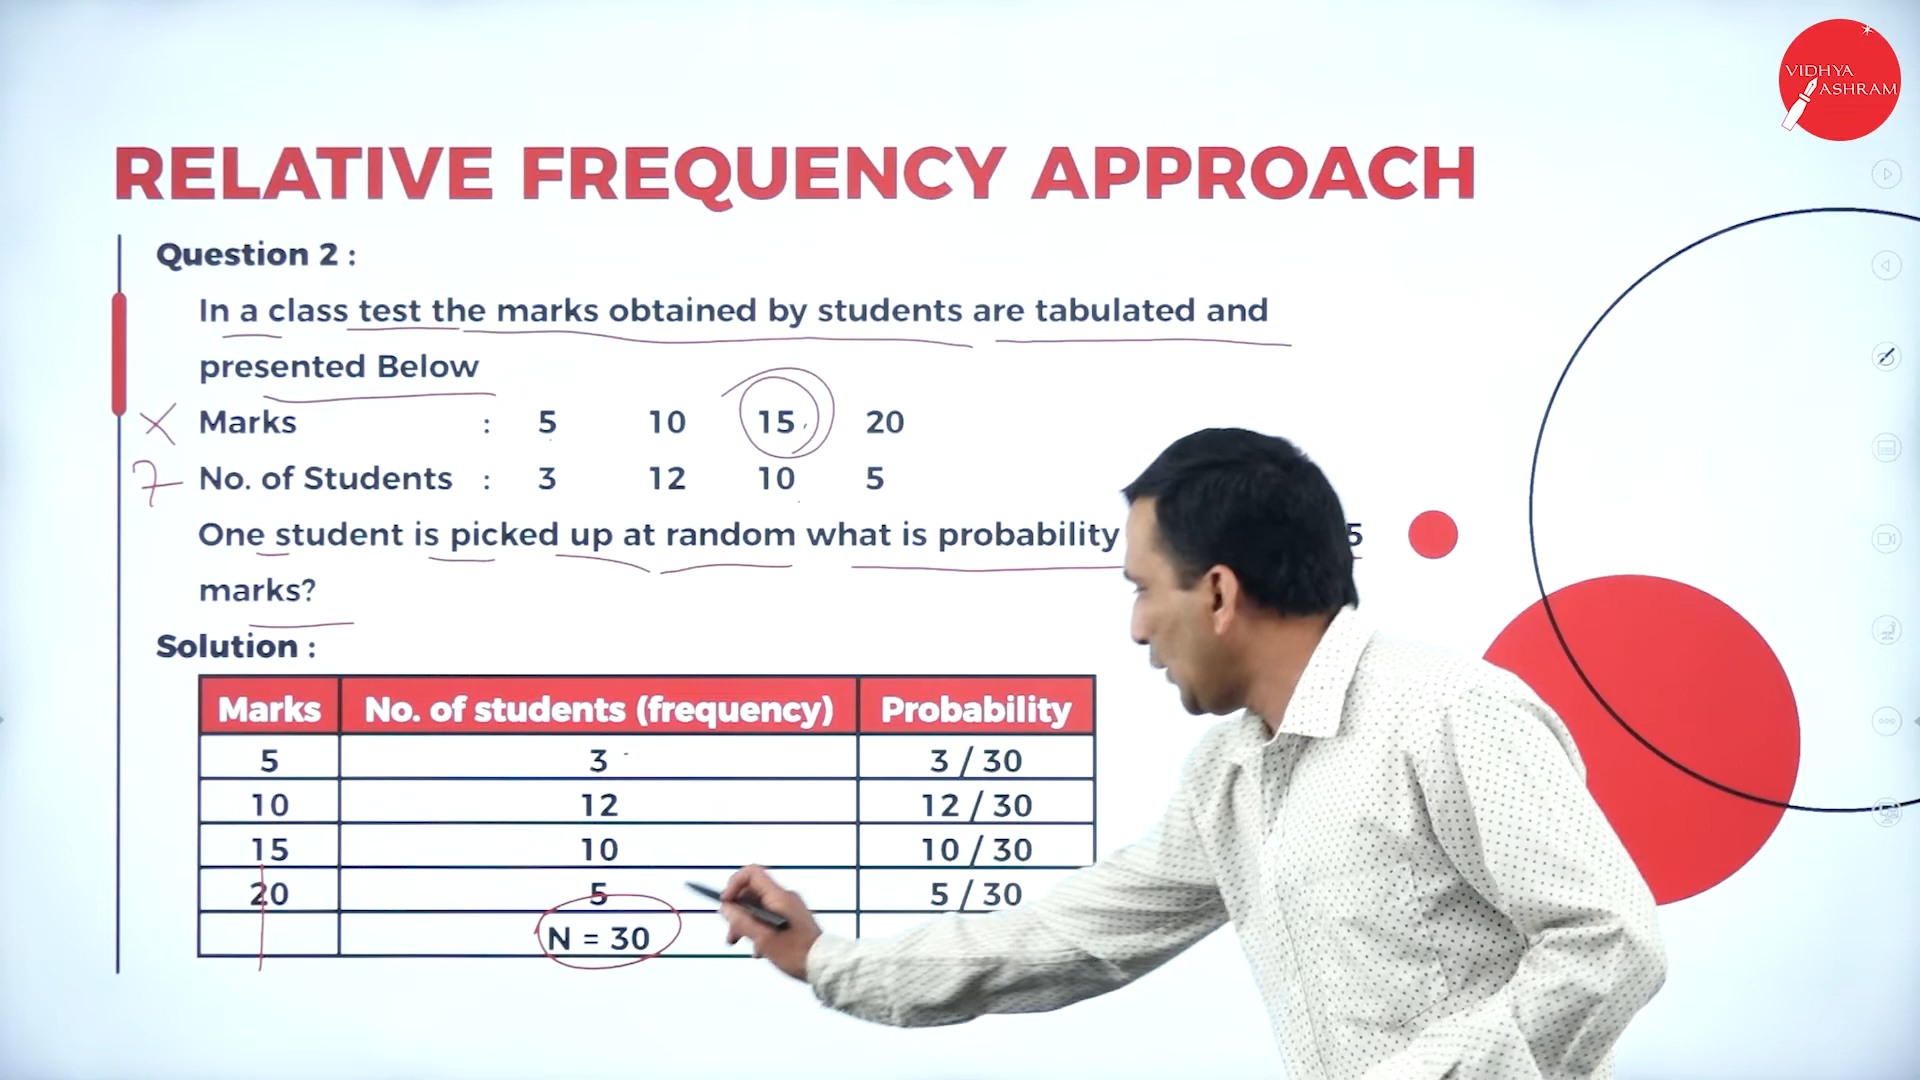 VIDHYA
ASHRAM
RELATIVE FREQUENCY APPROACH
Question 2 :
In a class test the marks obtained by students are tabulated and
presented Below
X Marks : 5 10 15 20
No. of Students : 3 12 10 5
One student is picked up at random what is probability 5
marks?
Solution :
Marks No. of students (frequency) Probability
5 3 3 / 30
10 12 12 / 30
15 10 10 / 30
20 5 5 / 30
N = 30